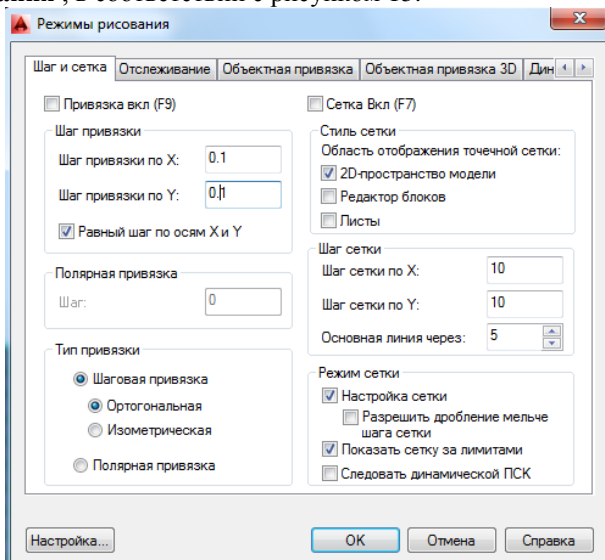 Режимы рисования
Шаг и сетка Отслеживание Объектная привязка Объектная привязка 3D Дин
Привязка вкл (F9)
Шаг привязки
Шаг привязки по X: 0.1
Шаг привязки по Y: 0.1
Равный шаг по осям X и Y
Полярная привязка
Шаг: 0
Тип привязки
Шаговая привязка
Ортогональная
Изометрическая
Полярная привязка
Сетка Вкл (F7)
Стиль сетки
Область отображения точечной сетки:
2D-пространство модели
Редактор блоков
Листы
Шаг сетки
Шаг сетки по X: 10
Шаг сетки по Y: 10
Основная линия через: 5
Режим сетки
Настройка сетки
Разрешить дробление мельче
шага сетки
Показать сетку за лимитами
Следовать динамической ПСК
Настройка... OK Отмена Справка